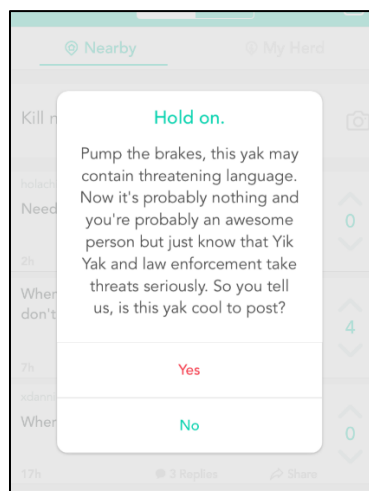 Nearby
My Herd
Kill
Hold on.
Pump the brakes, this yak may
contain threatening language.
Now it's probably nothing and
you're probably an awesome
person but just know that Yik
Yak and law enforcement take
threats seriously. So you tell
us, is this yak cool to post?
Yes
No
Need
0
2h
When
don't
4
7h
0
17h
3 Replies
Share